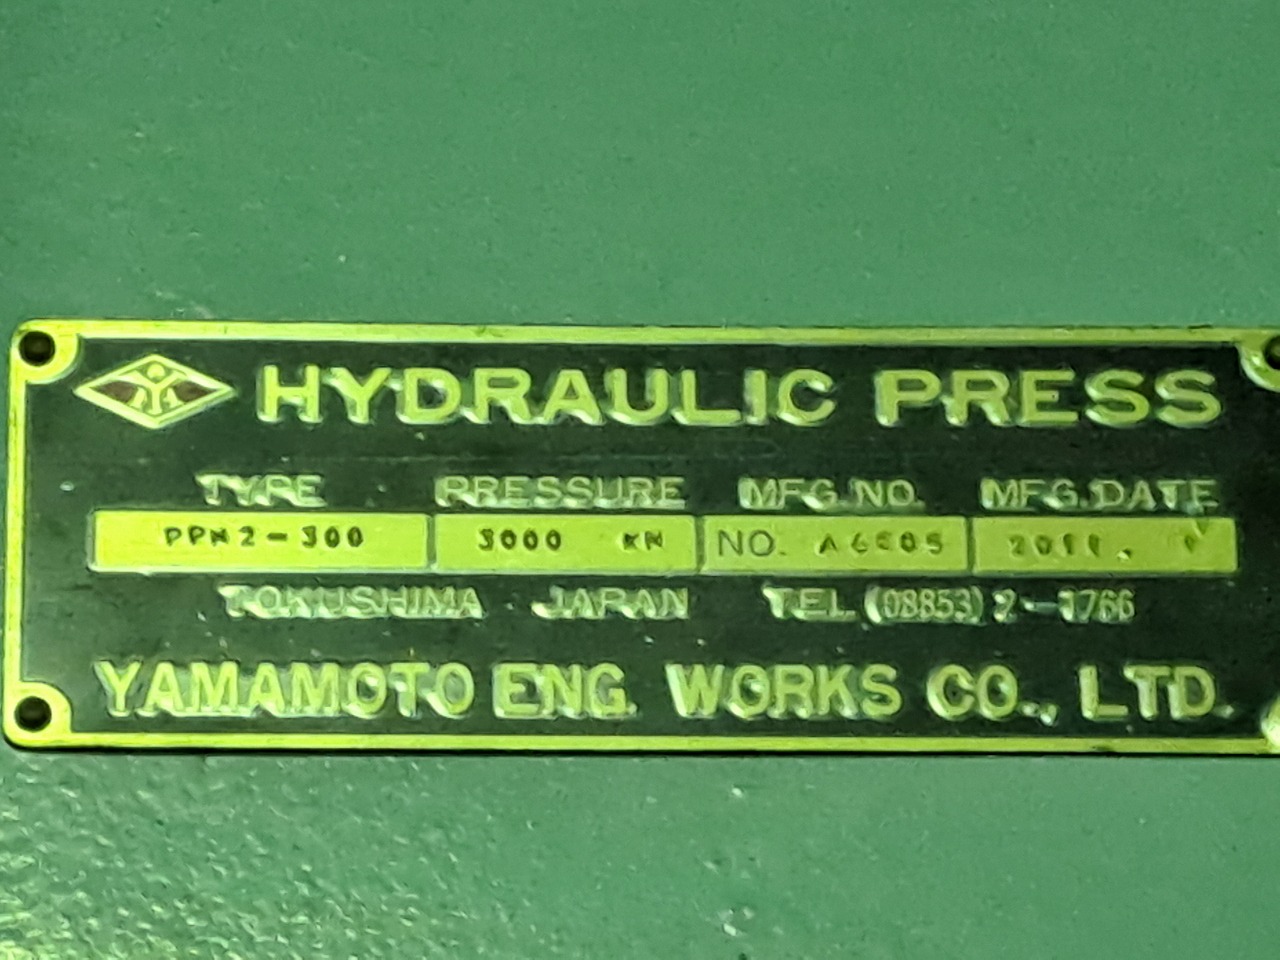 HYDRAULIC PRESS
TYPE PRESSURE MFG.NO. MFG.DATE
PPN2-300 3000 KN NO. 2011.
TOKUSHIMA JAPAN TEL (08853) 2-1766
YAMAMOTO ENG. WORKS CO., LTD.